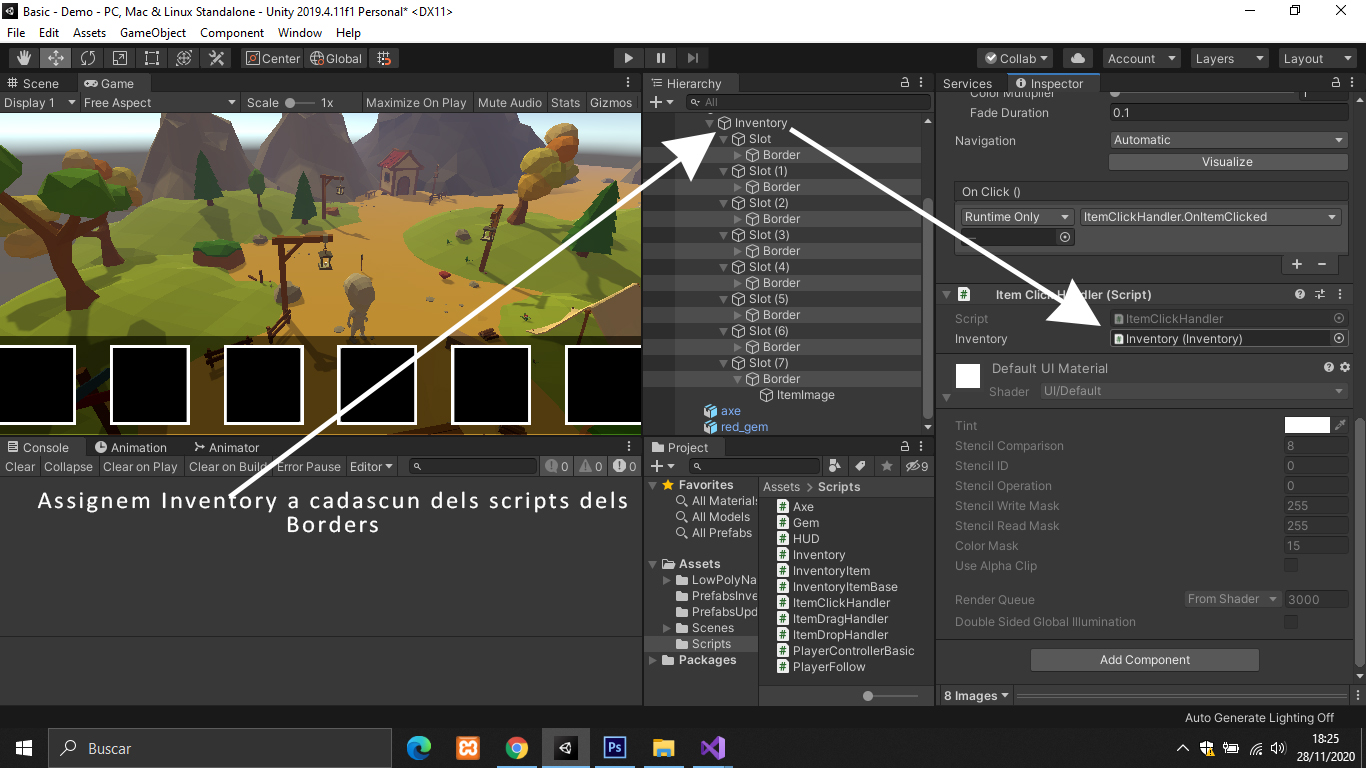 Basic - Demo - PC, Mac & Linux Standalone - Unity 2019.4.11f1 Personal* <DX11>
File Edit Assets GameObject Component Window Help
Center Global Collab Account Layers Layout
Scene Game
Display 1 Free Aspect Scale 1x Maximize On Play Mute Audio Stats Gizmos
Hierarchy
All
Inventory
Slot
Border
Slot (1)
Border
Slot (2)
Border
Slot (3)
Border
Slot (4)
Border
Slot (5)
Border
Slot (6)
Border
Slot (7)
Border
ItemImage
axe
red_gem
Services Inspector
Color Multiplier 1
Fade Duration 0.1
Navigation Automatic
Visualize
On Click ()
Runtime Only ItemClickHandler.OnItemClicked
Item Click Handler (Script)
Script ItemClickHandler
Inventory Inventory (Inventory)
Default UI Material
Shader UI/Default
Tint
Stencil Comparison 8
Stencil ID 0
Stencil Operation 0
Stencil Write Mask 255
Stencil Read Mask 255
Color Mask 15
Use Alpha Clip
Render Queue From Shader 3000
Double Sided Global Illumination
Add Component
8 Images
Console Animation Animator
Clear Collapse Clear on Play Clear on Build Error Pause Editor 0 0 0
Assignem Inventory a cadascun dels scripts dels
Borders
Project
9
Favorites
All Materials
All Models
All Prefabs
Assets
LowPolyNa
PrefabsInve
PrefabsUpd
Scenes
Scripts
Packages
Assets > Scripts
Axe
Gem
HUD
Inventory
InventoryItem
InventoryItemBase
ItemClickHandler
ItemDragHandler
ItemDropHandler
PlayerControllerBasic
PlayerFollow
Auto Generate Lighting Off
Buscar
Ps
18:25
28/11/2020